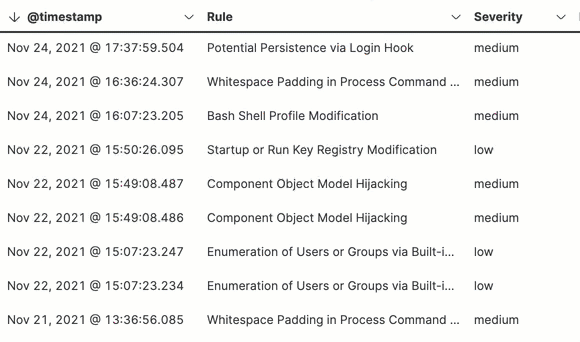 @timestamp Rule Severity
Nov 24, 2021 @ 17:37:59.504 Potential Persistence via Login Hook medium
Nov 24, 2021 @ 16:36:24.307 Whitespace Padding in Process Command ... medium
Nov 24, 2021 @ 16:07:23.205 Bash Shell Profile Modification medium
Nov 22, 2021 @ 15:50:26.095 Startup or Run Key Registry Modification low
Nov 22, 2021 @ 15:49:08.487 Component Object Model Hijacking medium
Nov 22, 2021 @ 15:49:08.486 Component Object Model Hijacking medium
Nov 22, 2021 @ 15:07:23.247 Enumeration of Users or Groups via Built-i... low
Nov 22, 2021 @ 15:07:23.234 Enumeration of Users or Groups via Built-i... low
Nov 21, 2021 @ 13:36:56.085 Whitespace Padding in Process Command ... medium